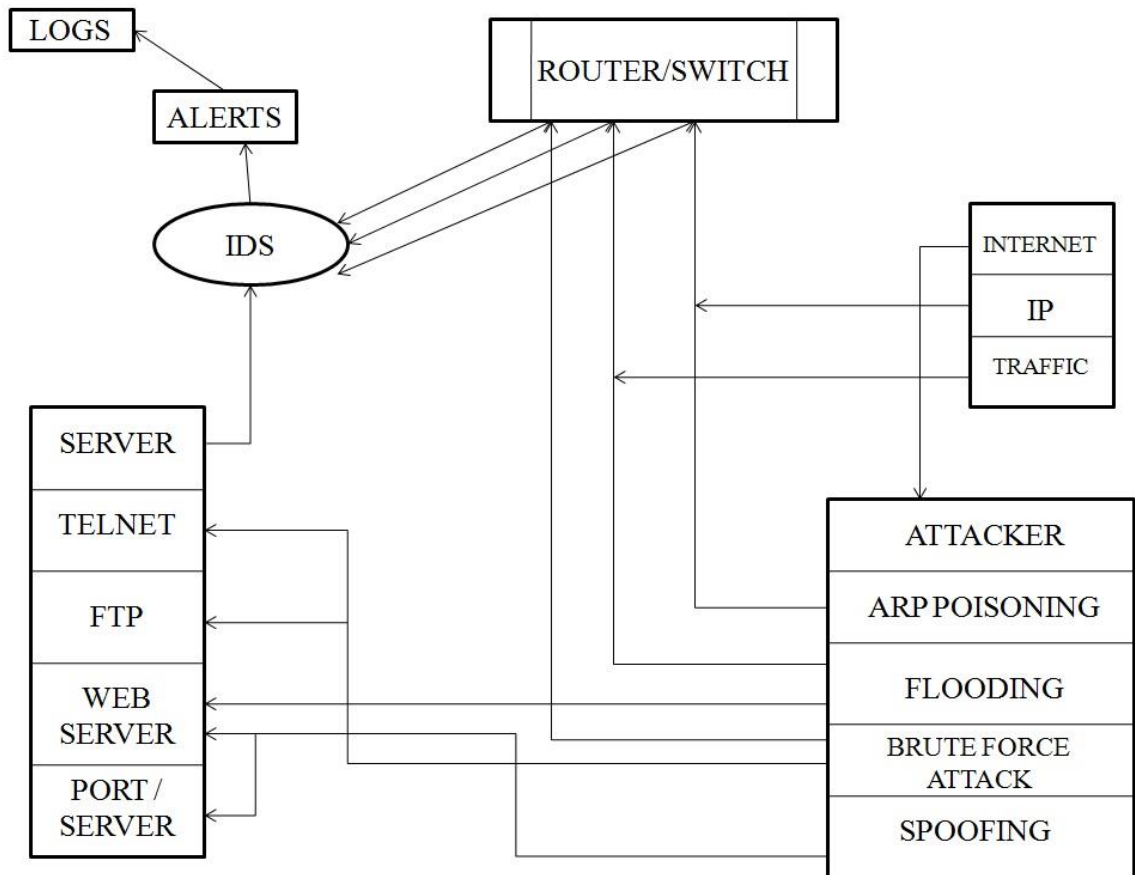 LOGS
ROUTER/SWITCH
ALERTS
IDS
INTERNET
IP
TRAFFIC
SERVER
TELNET
FTP
WEB
SERVER
PORT /
SERVER
ATTACKER
ARP POISONING
FLOODING
BRUTE FORCE
ATTACK
SPOOFING